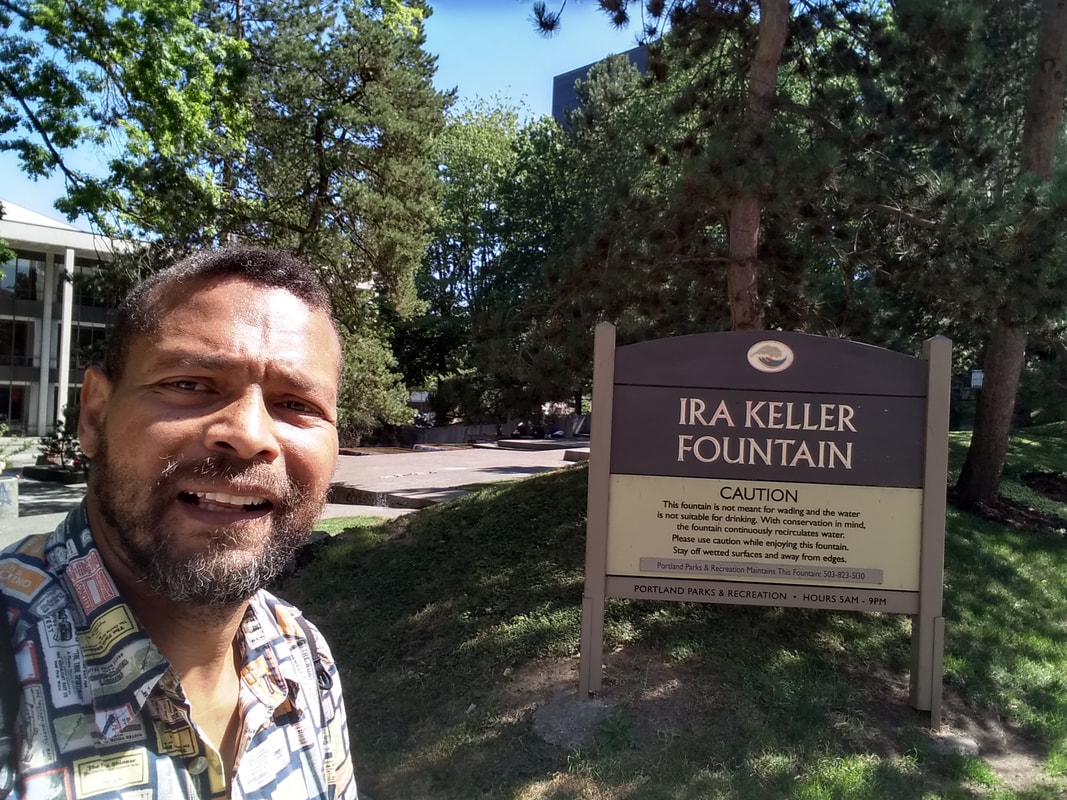 IRA KELLER
FOUNTAIN
CAUTION
This fountain is not meant for wading and the water
is not suitable for drinking. With conservation in mind,
the fountain continuously recirculates water.
Please use caution while enjoying this fountain.
Stay off wetted surfaces and away from edges.
Portland Parks & Recreation Maintains This Fountain: 503-823-5130
PORTLAND PARKS & RECREATION • HOURS 5AM - 9PM